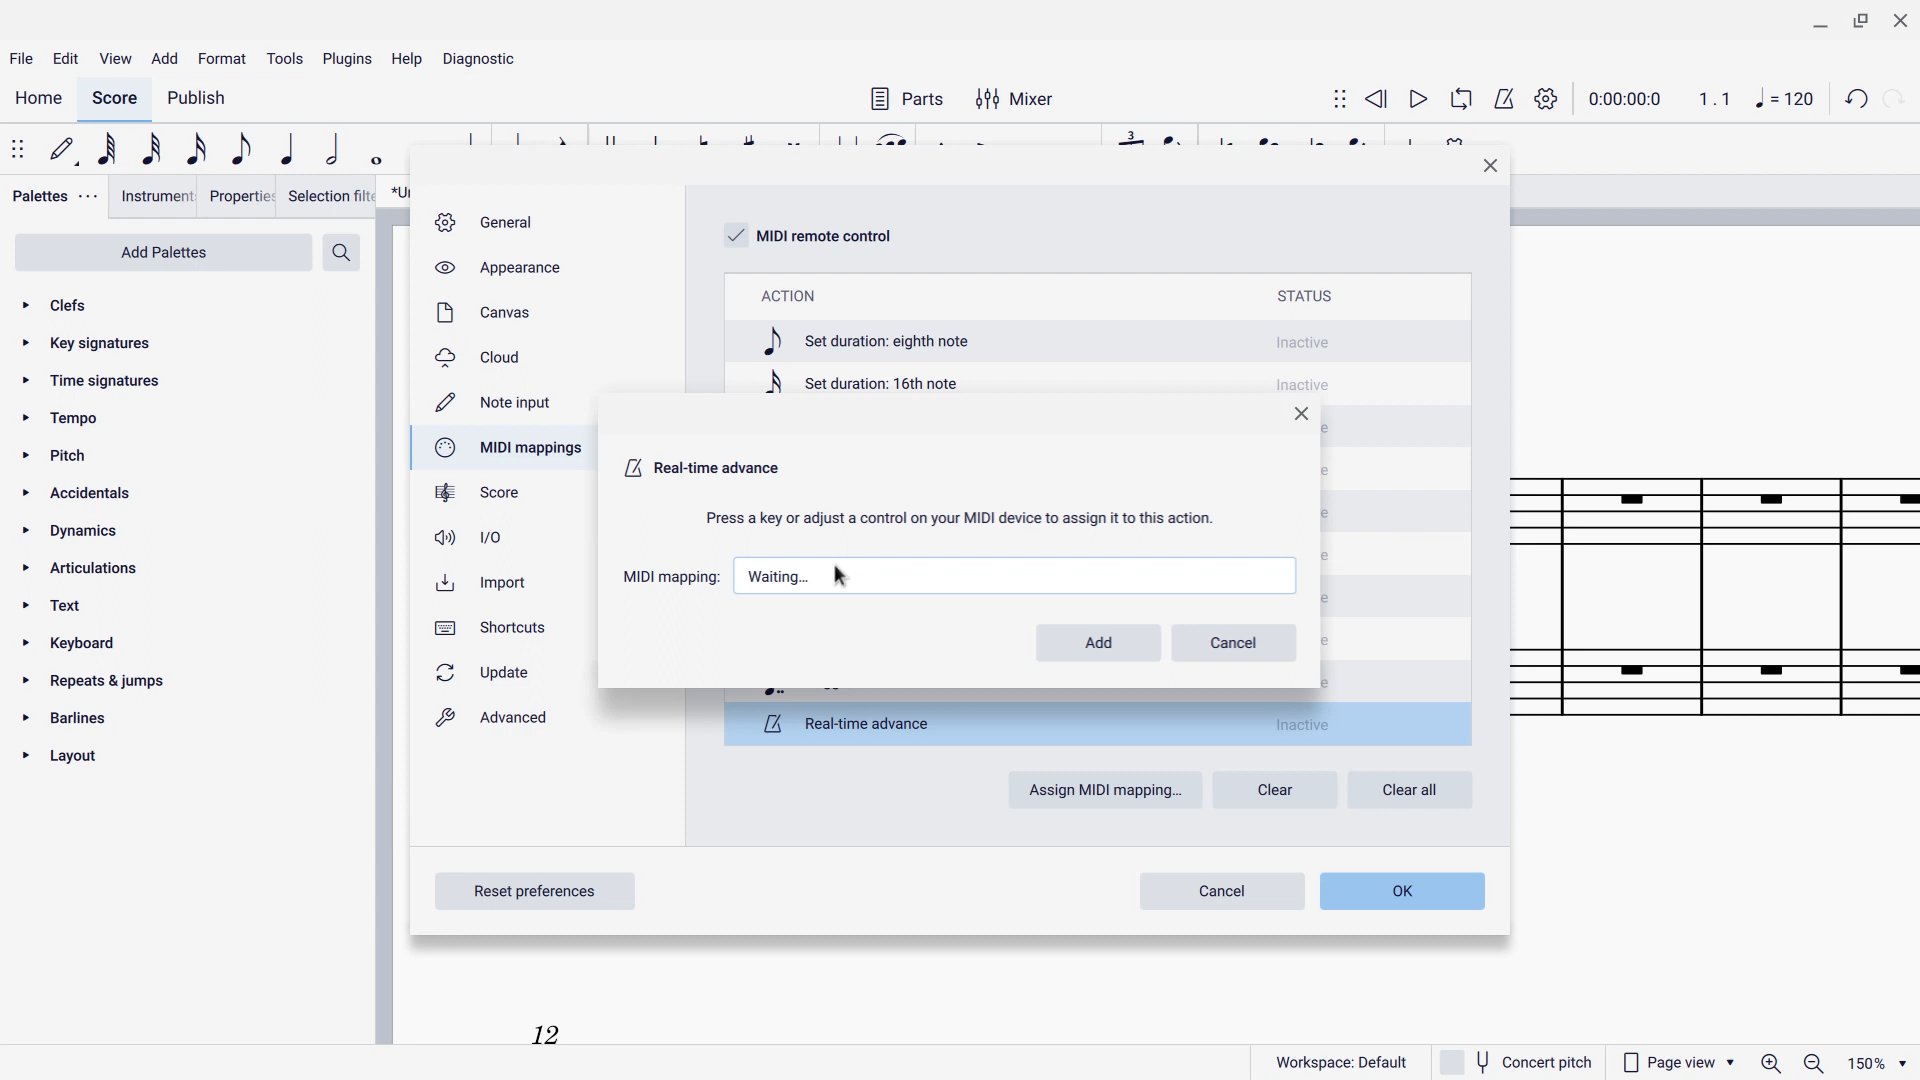 File Edit View Add Format Tools Plugins Help Diagnostic
Home Score Publish Parts Mixer 0:00:00:0 1 . 1 = 120
3
Palettes Instrument Properties Selection filte *Un
Add Palettes
Clefs
Key signatures
Time signatures
Tempo
Pitch
Accidentals
Dynamics
Articulations
Text
Keyboard
Repeats & jumps
Barlines
Layout
General
Appearance
Canvas
Cloud
Note input
MIDI mappings
Score
I/O
Import
Shortcuts
Update
Advanced
MIDI remote control
ACTION STATUS
Set duration: eighth note Inactive
Set duration: 16th note Inactive
Real-time advance
Press a key or adjust a control on your MIDI device to assign it to this action.
MIDI mapping: Waiting...
Add Cancel
Real-time advance Inactive
Assign MIDI mapping... Clear Clear all
Reset preferences Cancel OK
12
Workspace: Default Concert pitch Page view 150%